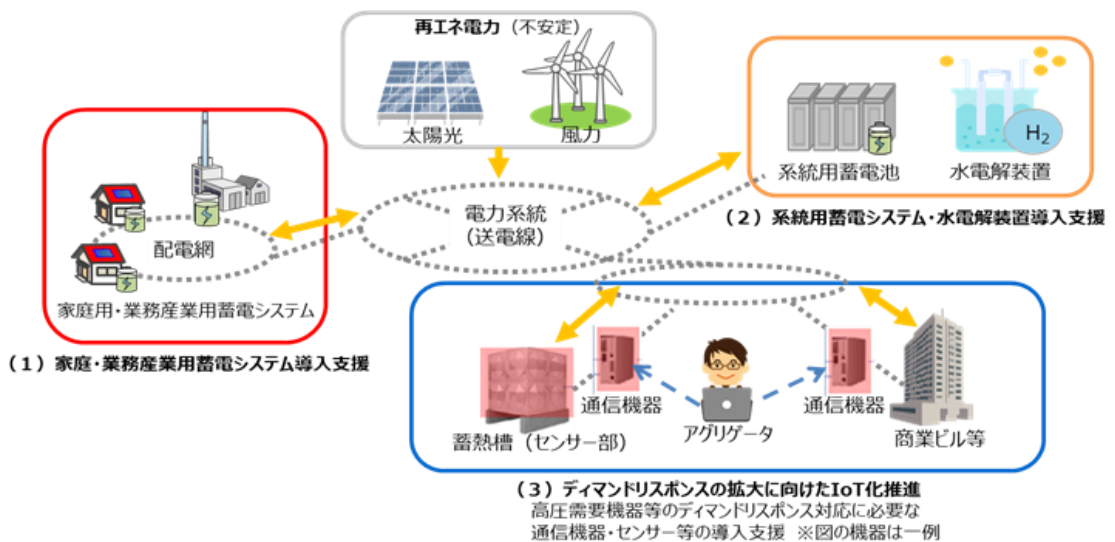 再エネ電力（不安定）
太陽光
風力
系統用蓄電池
水電解装置
H2
（２）系統用蓄電システム・水電解装置導入支援
電力系統
（送電線）
配電網
家庭用・業務産業用蓄電システム
（１）家庭・業務産業用蓄電システム導入支援
通信機器
通信機器
アグリゲータ
蓄熱槽（センサー部）
商業ビル等
（３）ディマンドリスポンスの拡大に向けたIoT化推進
高圧需要機器等のディマンドリスポンス対応に必要な
通信機器・センサー等の導入支援 ※図の機器は一例